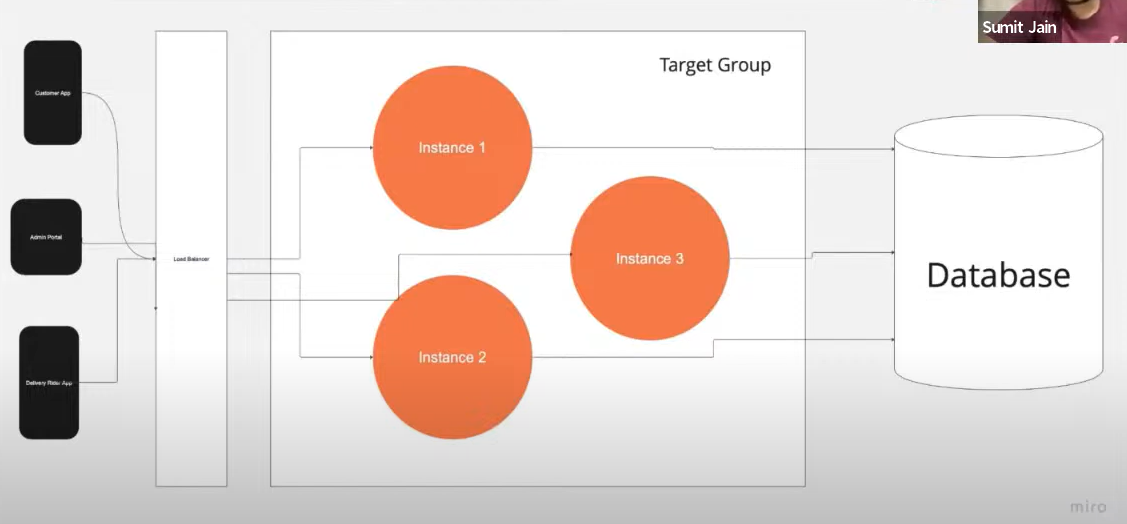 Sumit Jain
Target Group
Customer App
Instance 1
Admin Portal
Load Balancer
Instance 3
Database
Instance 2
Delivery Rider App
miro